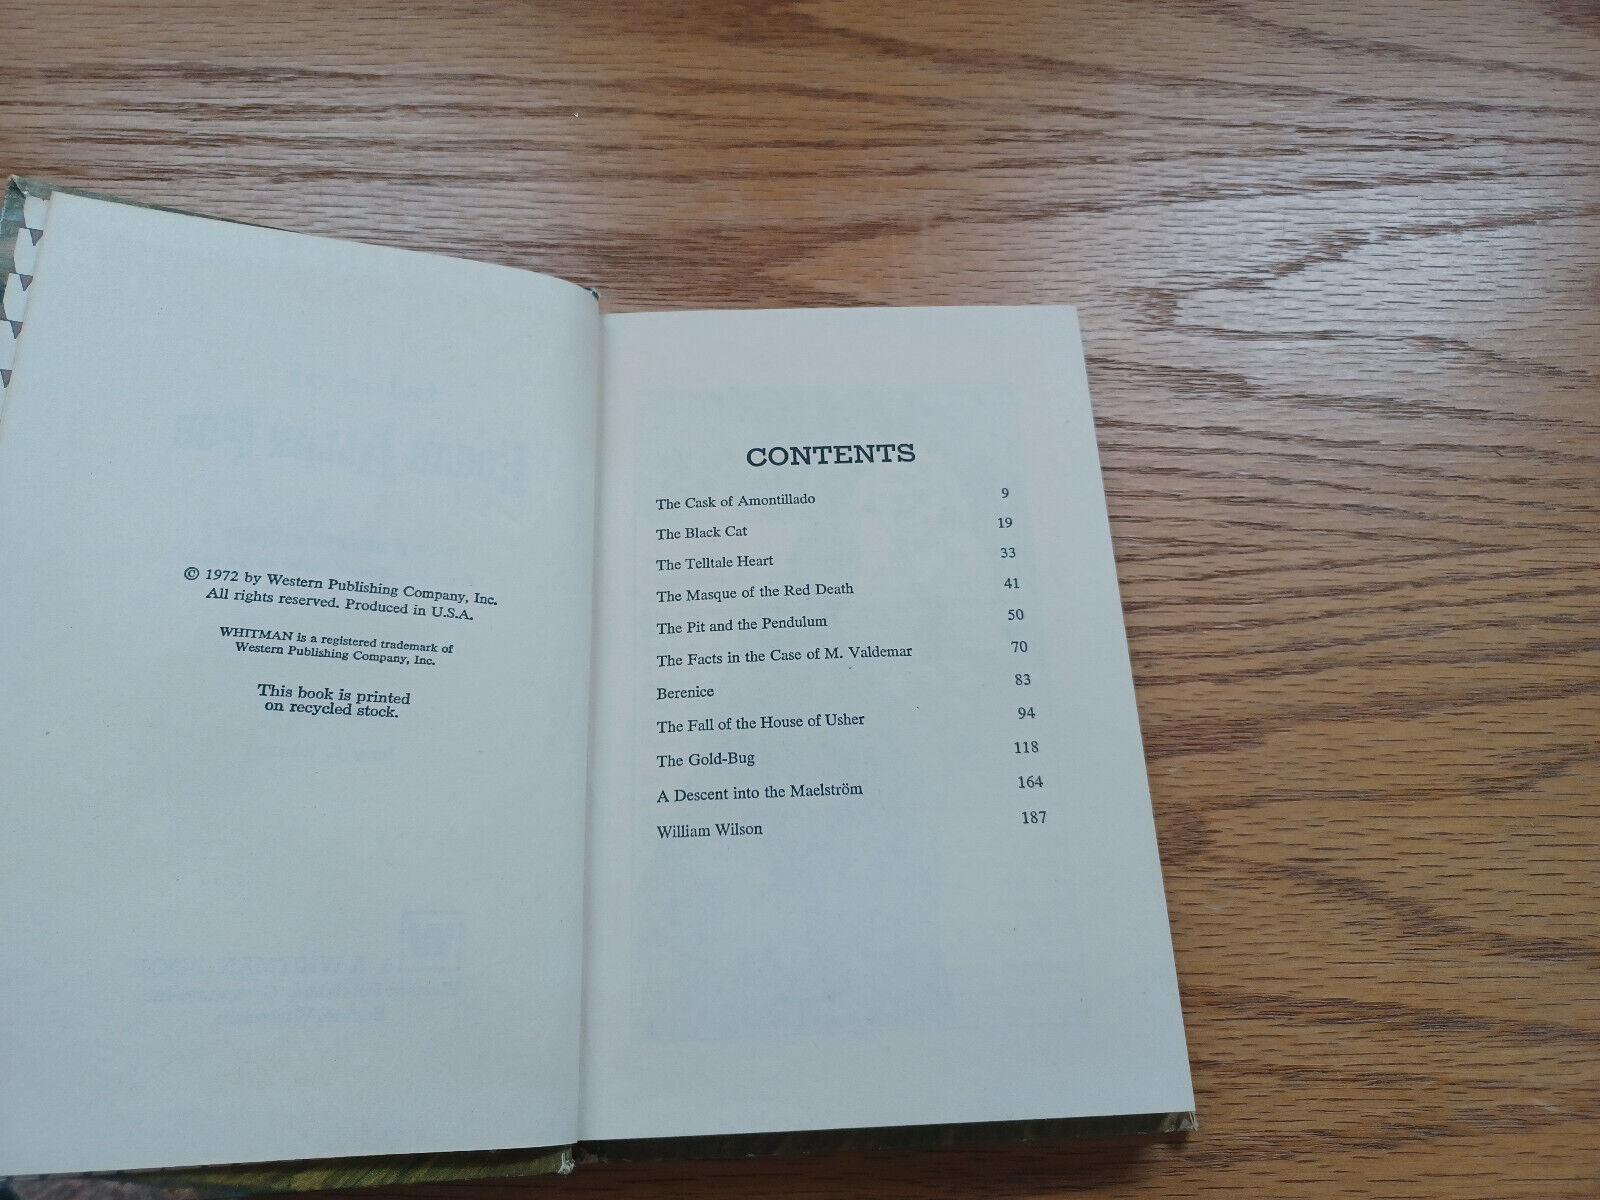 © 1972 by Western Publishing Company, Inc.
All rights reserved. Produced in U.S.A.
WHITMAN is a registered trademark of
Western Publishing Company, Inc.
This book is printed
on recycled stock.
CONTENTS
The Cask of Amontillado 9
The Black Cat 19
The Telltale Heart 33
The Masque of the Red Death 41
The Pit and the Pendulum 50
The Facts in the Case of M. Valdemar 70
Berenice 83
The Fall of the House of Usher 94
The Gold-Bug 118
A Descent into the Maelström 164
William Wilson 187